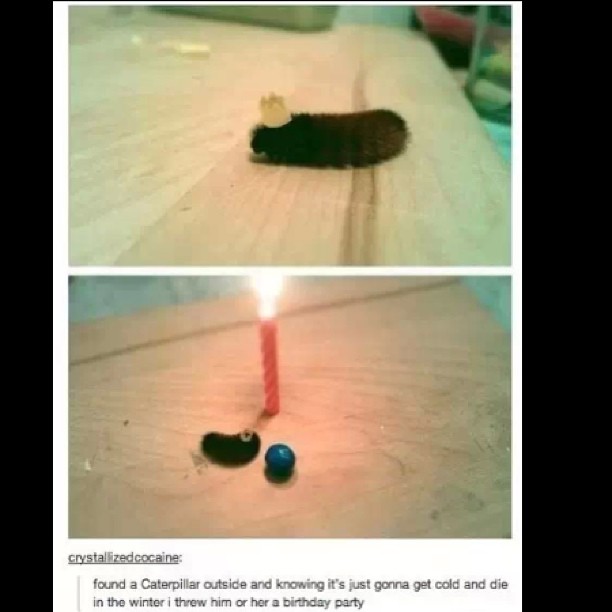 crystallizedcocaine:
found a Caterpillar outside and knowing it's just gonna get cold and die
in the winter i threw him or her a birthday party